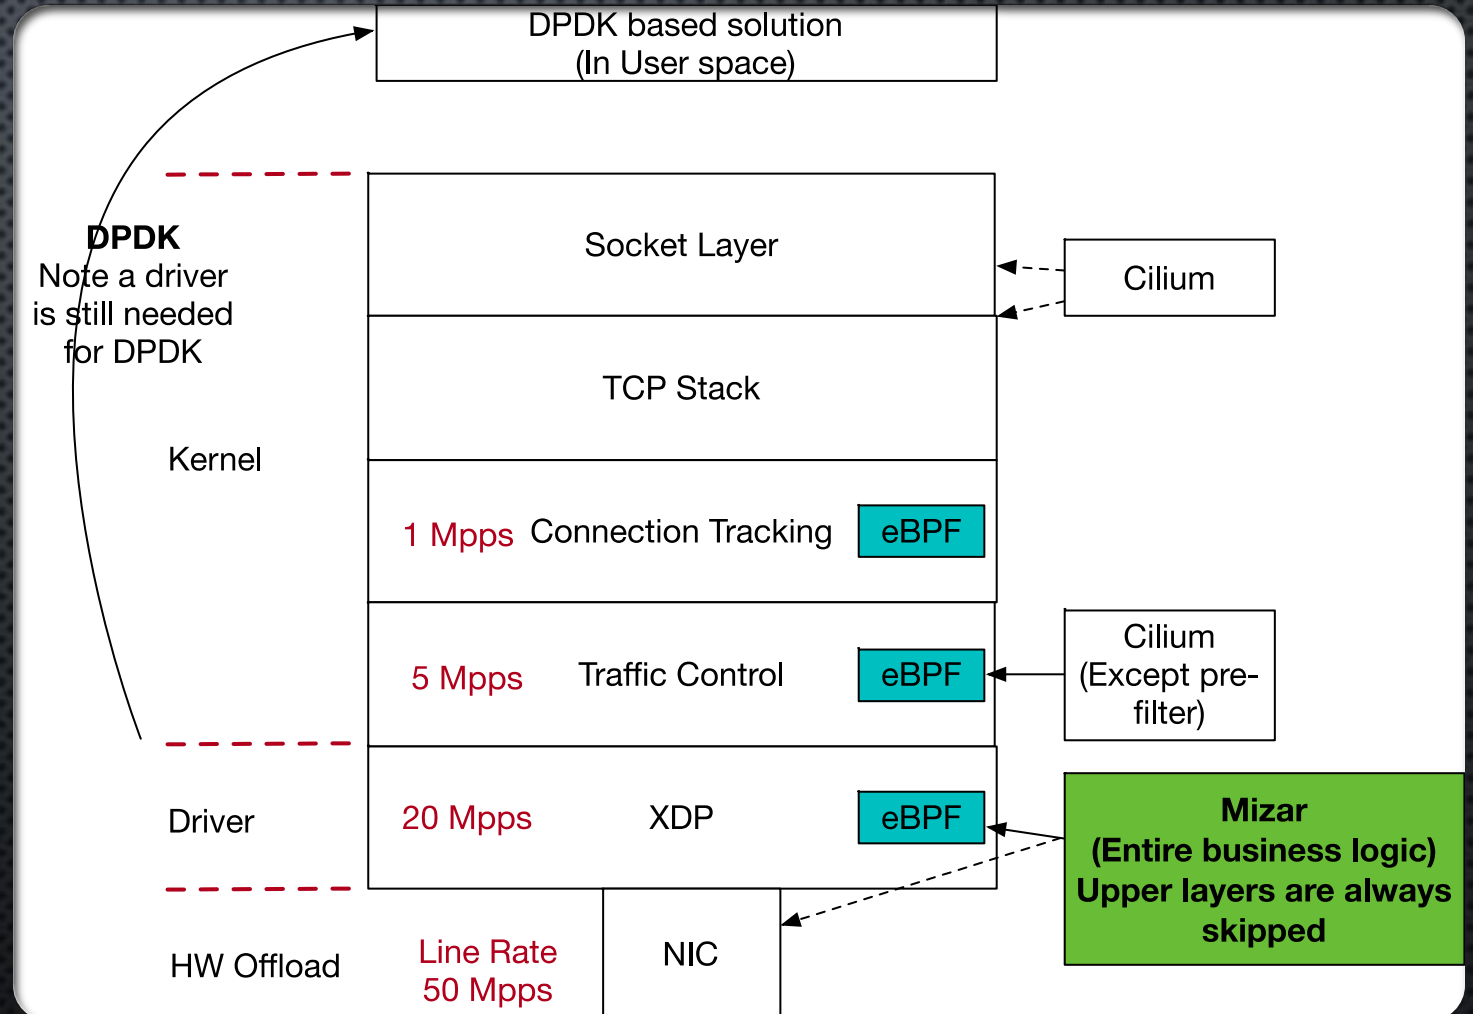 DPDK based solution
(In User space)
DPDK
Note a driver
is still needed
for DPDK
Socket Layer
Cilium
TCP Stack
Kernel
1 Mpps Connection Tracking eBPF
5 Mpps Traffic Control eBPF
Cilium
(Except pre-
filter)
Driver
20 Mpps XDP eBPF
Mizar
(Entire business logic)
Upper layers are always
skipped
HW Offload
Line Rate
50 Mpps
NIC